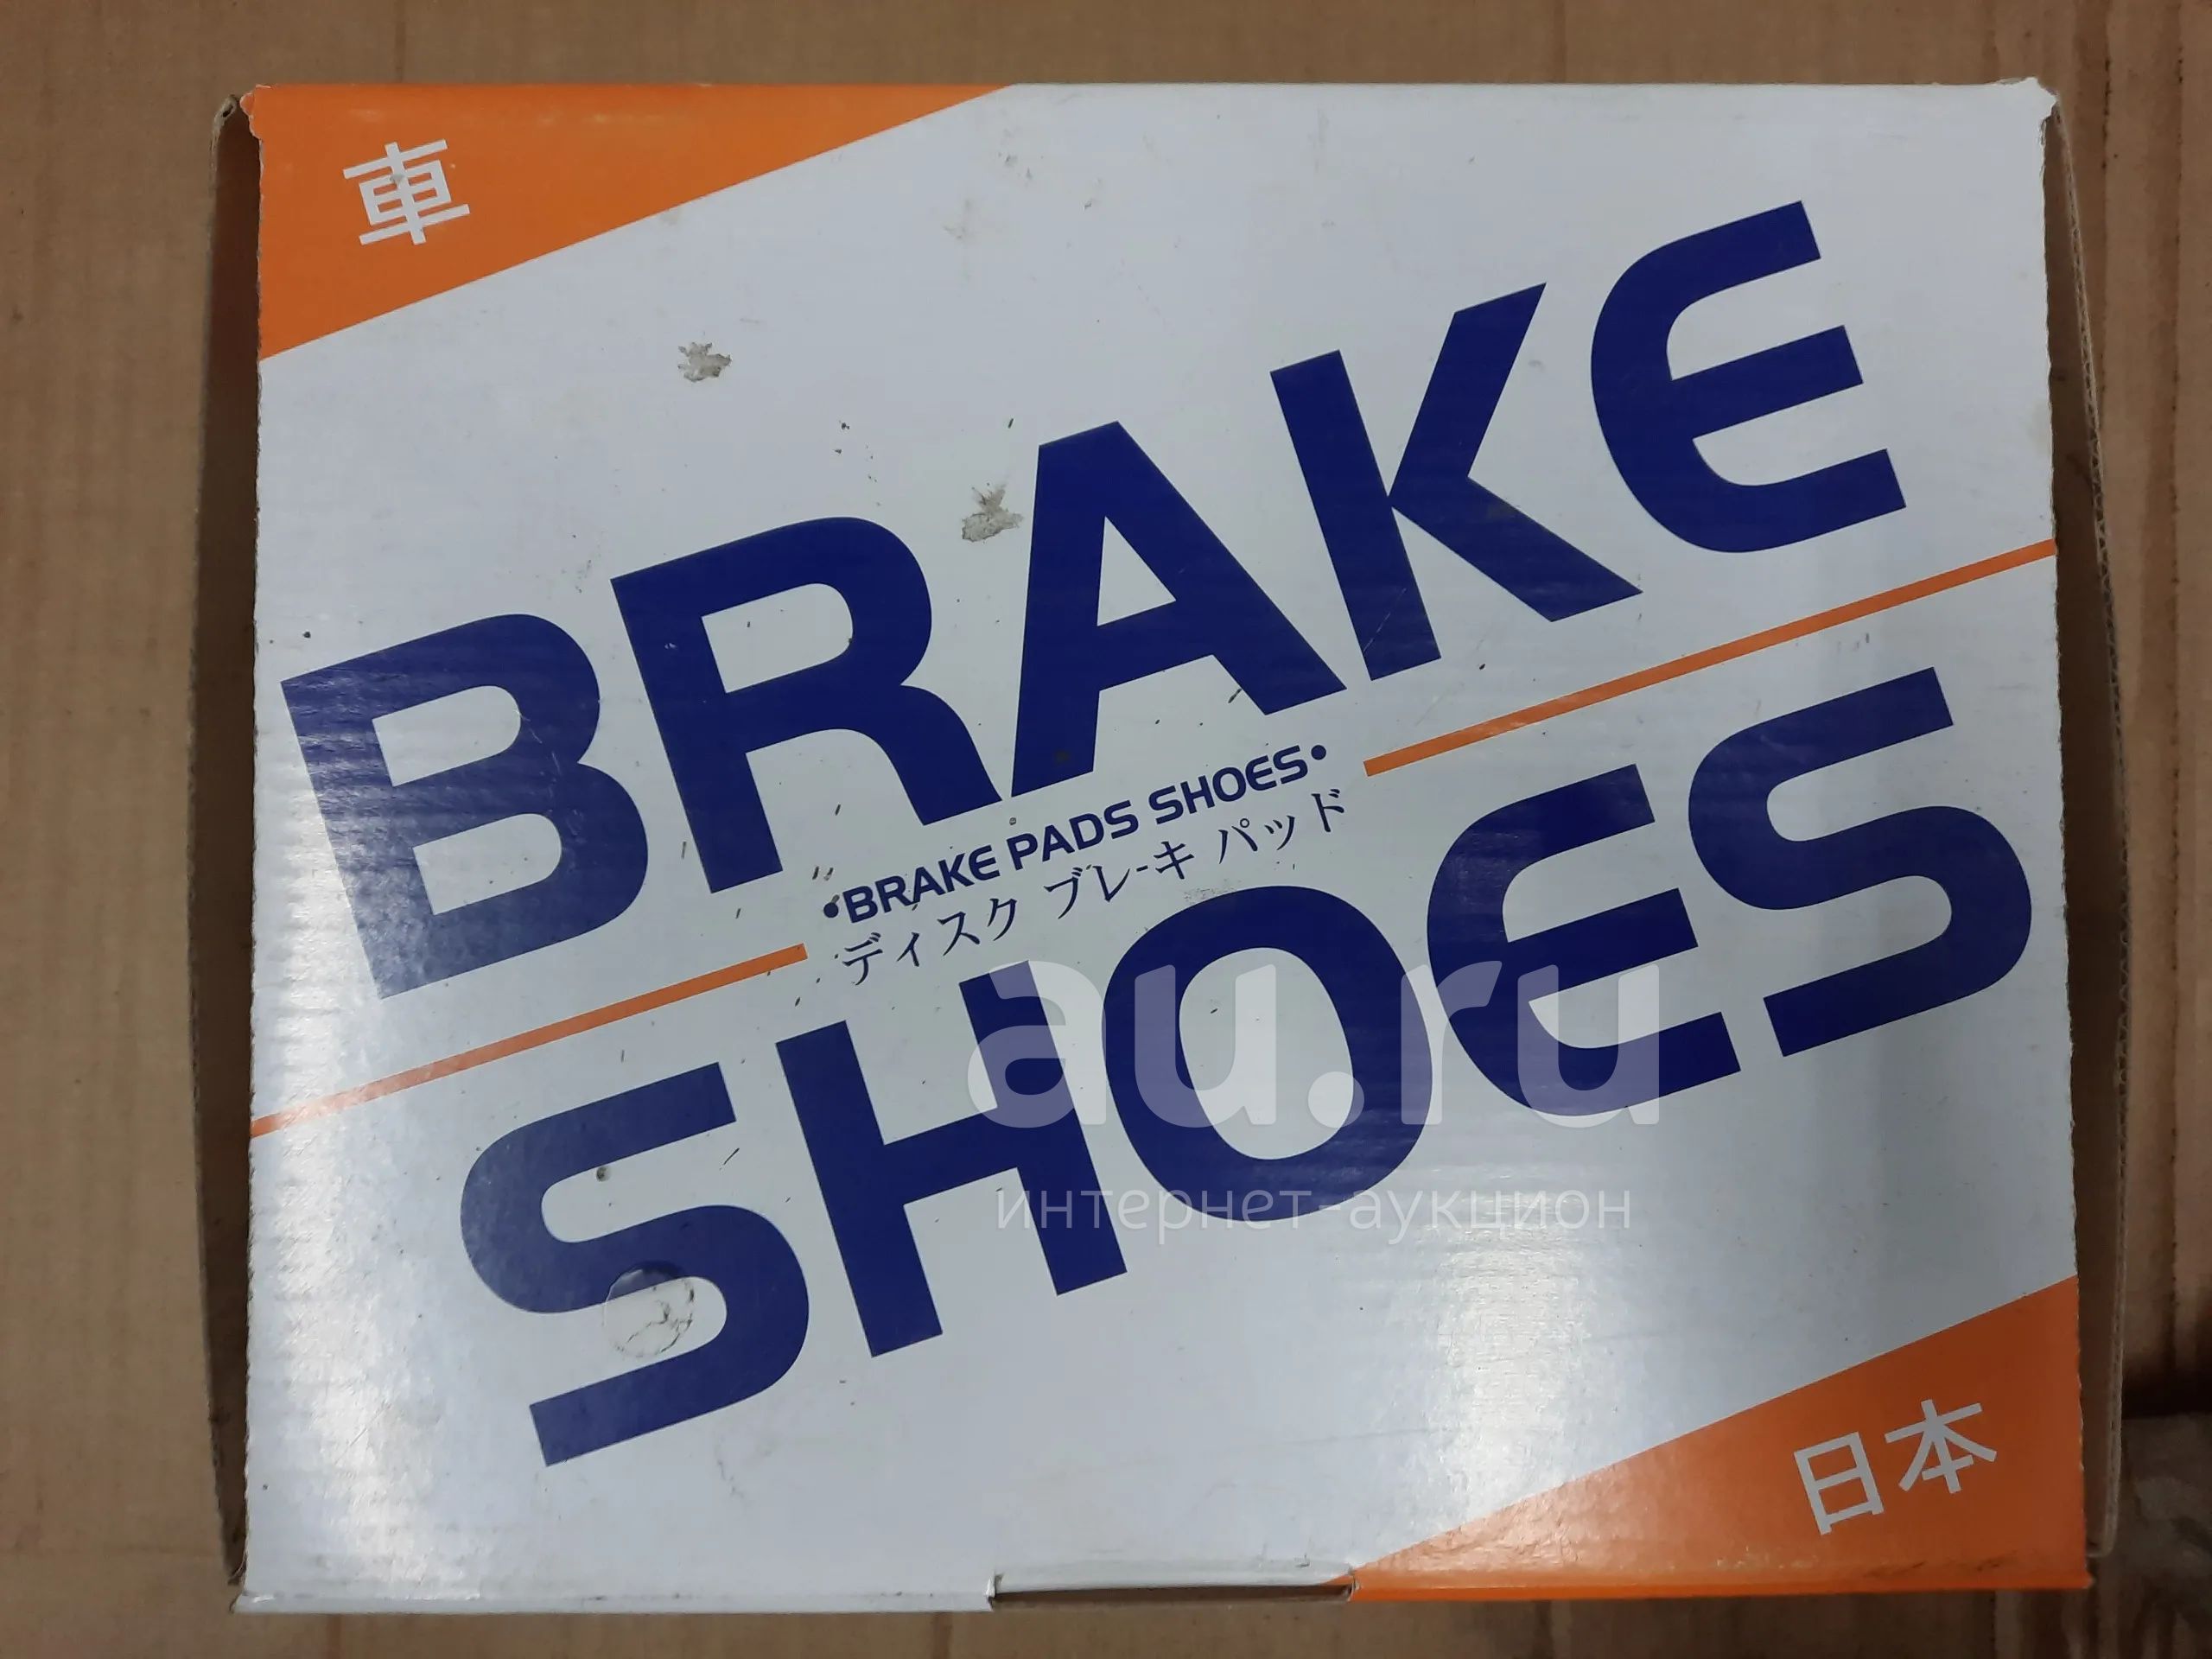 車
BRAKE
•BRAKE PADS SHOES•
ディスク ブレーキ パッド
SHOES
au.ru
интернет-аукцион
日本